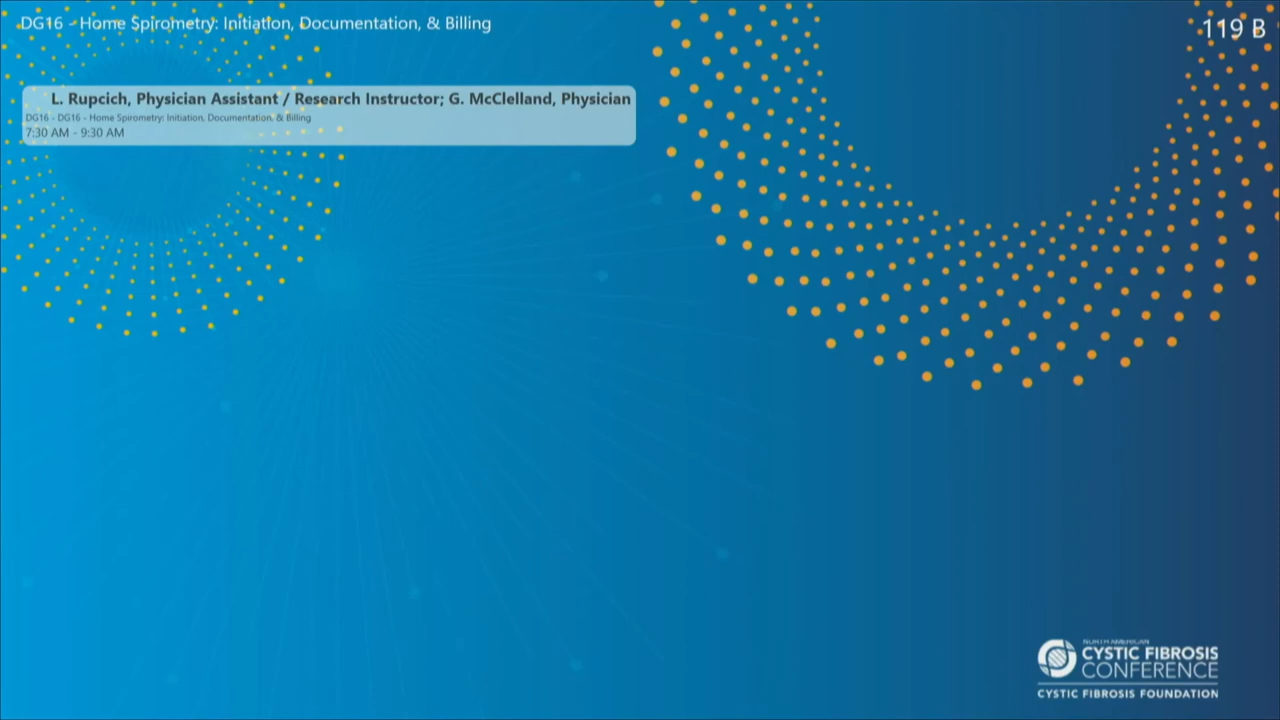 DG16 - Home Spirometry: Initiation, Documentation, & Billing
119 B
L. Rupcich, Physician Assistant / Research Instructor; G. McClelland, Physician
DG16 - DG16 - Home Spirometry: Initiation, Documentation, & Billing
7:30 AM - 9:30 AM
NORTH AMERICAN
CYSTIC FIBROSIS
CONFERENCE
CYSTIC FIBROSIS FOUNDATION